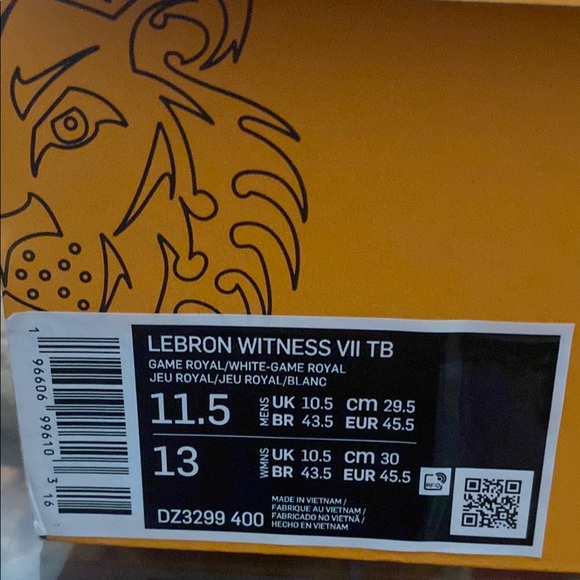 LEBRON WITNESS VII TB
GAME ROYAL/WHITE-GAME ROYAL
JEU ROYAL/JEU ROYAL/BLANC
11.5 MENS UK 10.5 cm 29.5
BR 43.5 EUR 45.5
13 WMNS UK 10.5 cm 30
BR 43.5 EUR 45.5
RFID
DZ3299 400
MADE IN VIETNAM /
FABRIQUE AU VIETNAM /
FABRICADO NO VIETNÃ /
HECHO EN VIETNAM
1 96606 99610 3 16